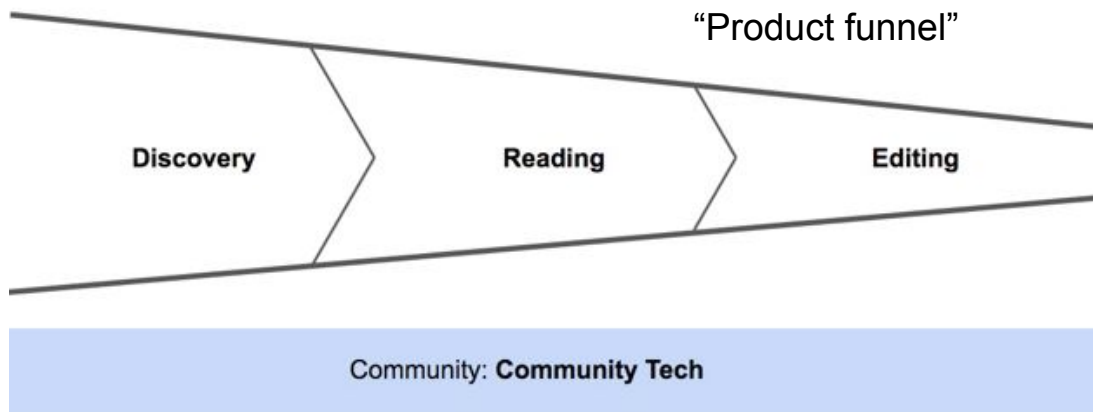 “Product funnel”
Discovery Reading Editing
Community: Community Tech